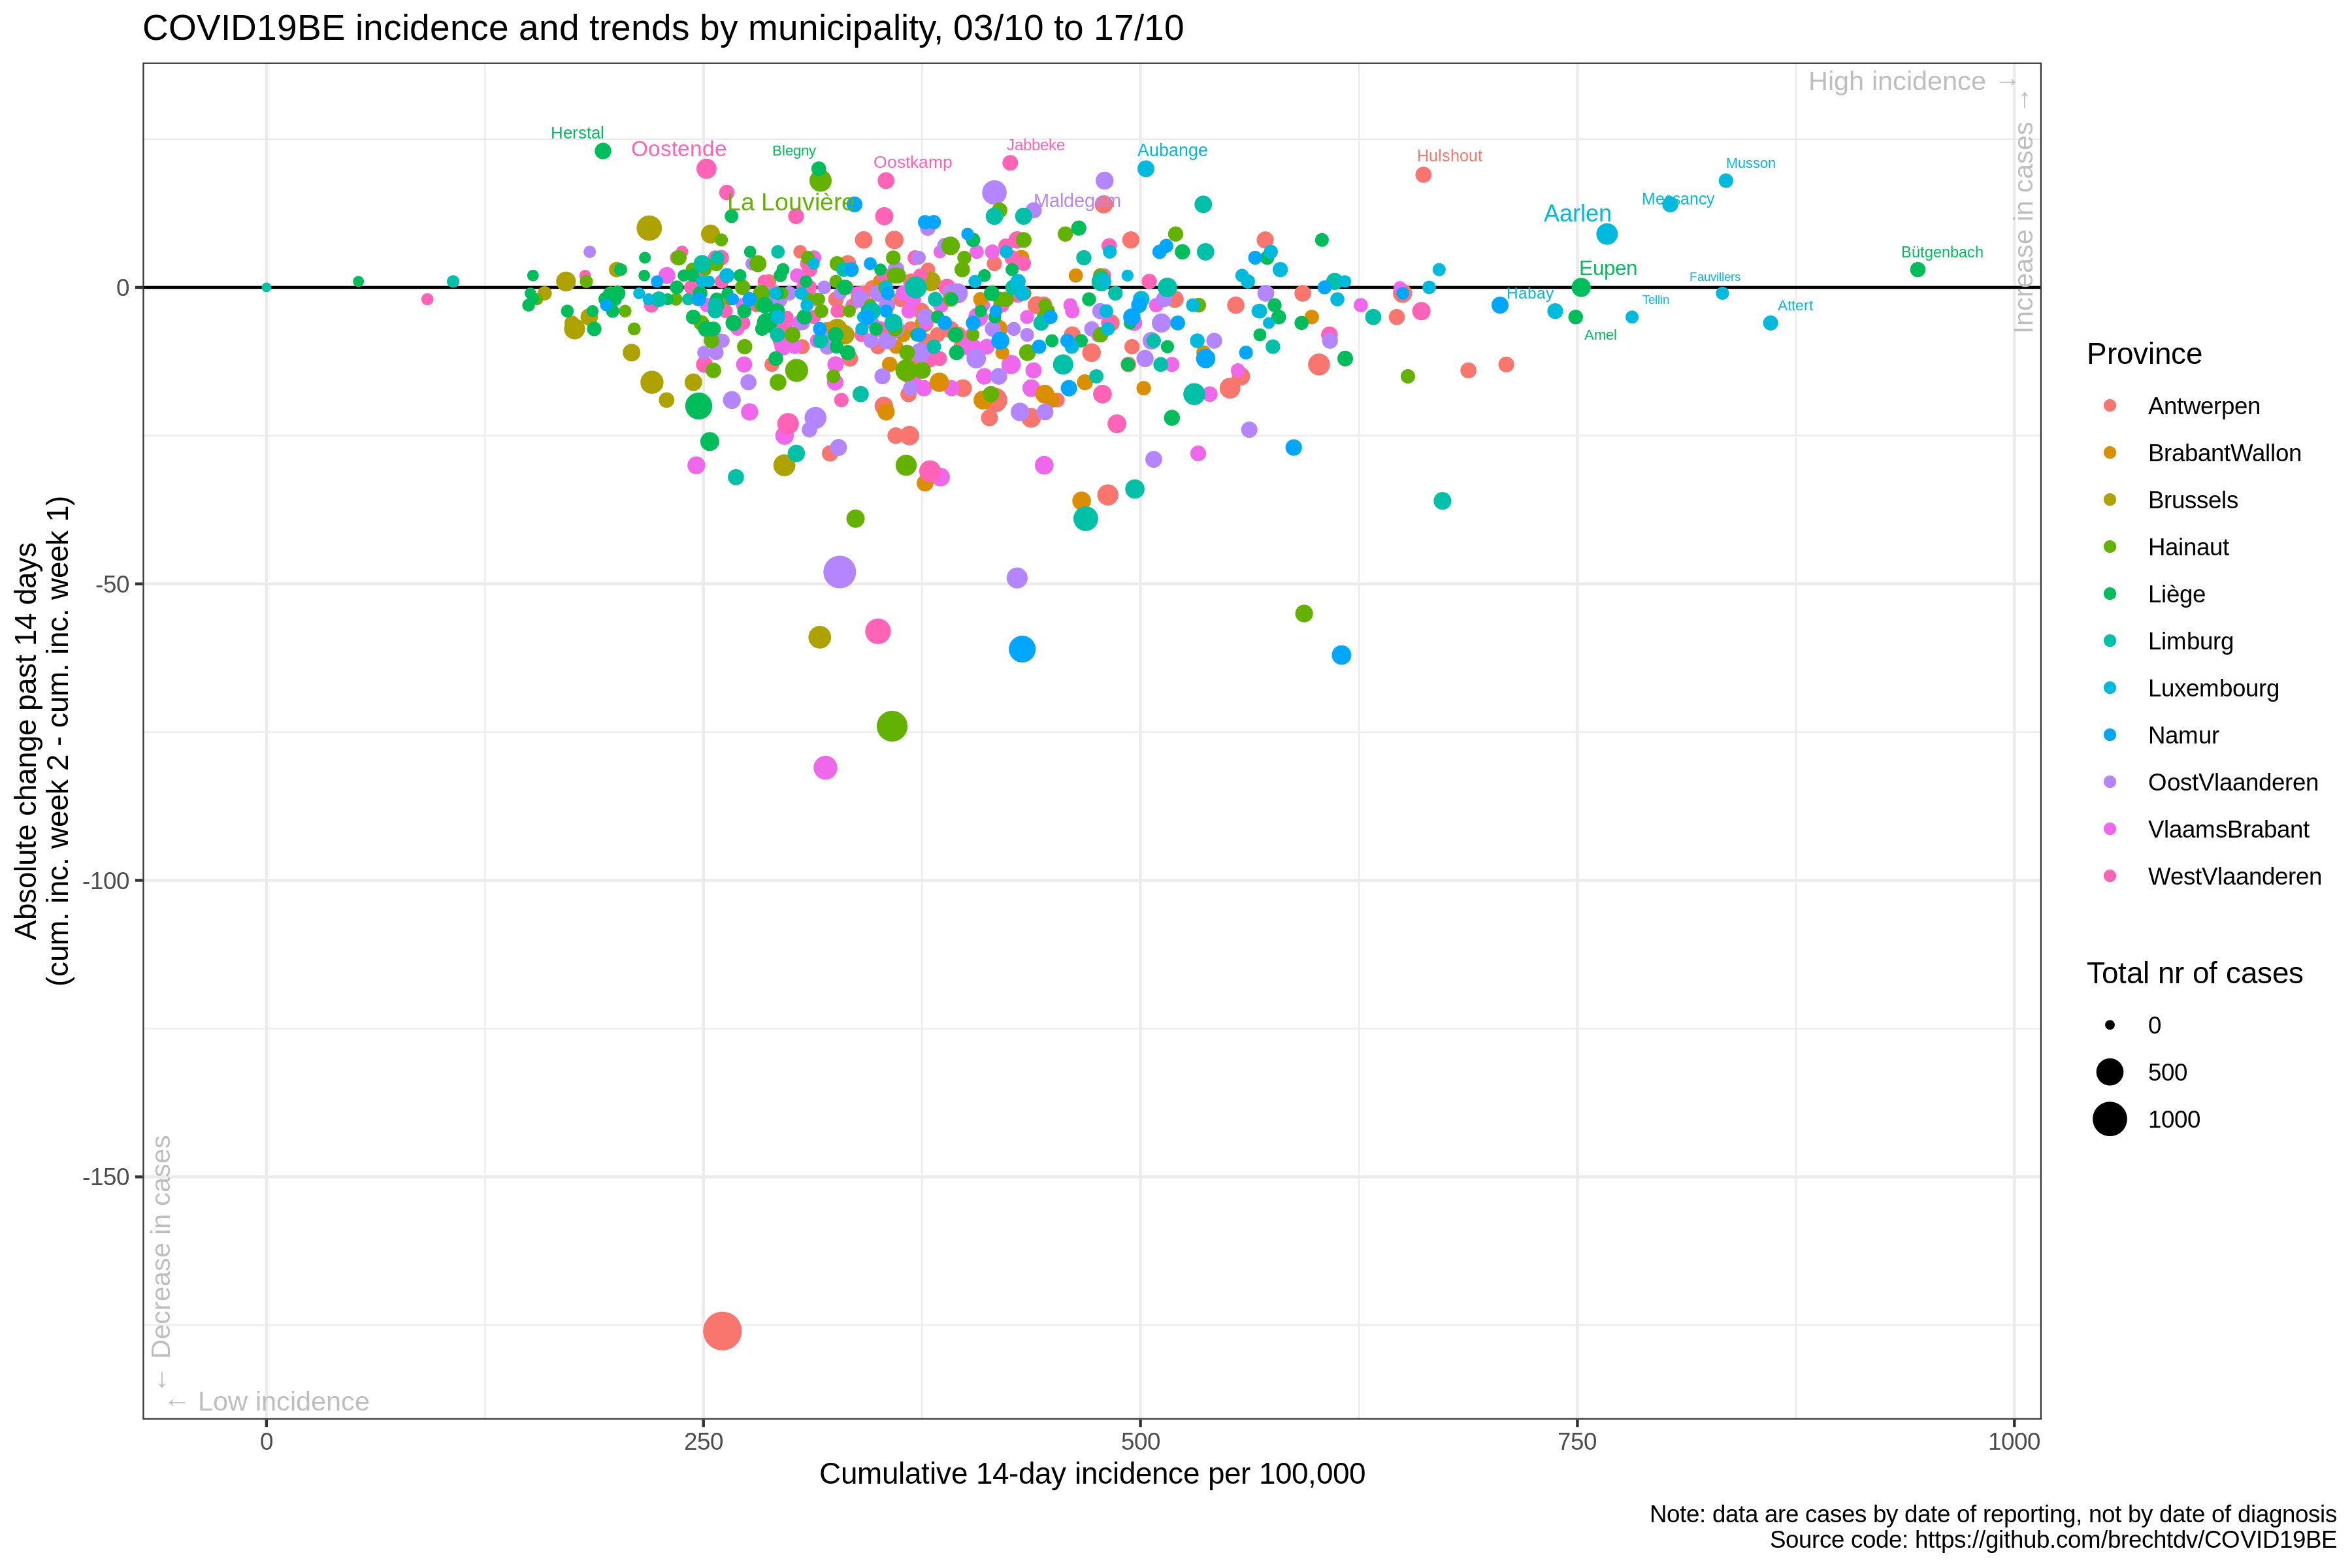 COVID19BE incidence and trends by municipality, 03/10 to 17/10
High incidence →
Increase in cases →
Herstal
Oostende
Blegny
Oostkamp
Jabbeke
Aubange
Hulshout
Musson
La Louvière
Maldegem
Messancy
Aarlen
Bütgenbach
Eupen
Fauvillers
Habay
Tellin
Attert
Amel
0
-50
-100
-150
Absolute change past 14 days
(cum. inc. week 2 - cum. inc. week 1)
← Decrease in cases
← Low incidence
0
250
500
750
1000
Cumulative 14-day incidence per 100,000
Province
Antwerpen
BrabantWallon
Brussels
Hainaut
Liège
Limburg
Luxembourg
Namur
OostVlaanderen
VlaamsBrabant
WestVlaanderen
Total nr of cases
0
500
1000
Note: data are cases by date of reporting, not by date of diagnosis
Source code: https://github.com/brechtdv/COVID19BE